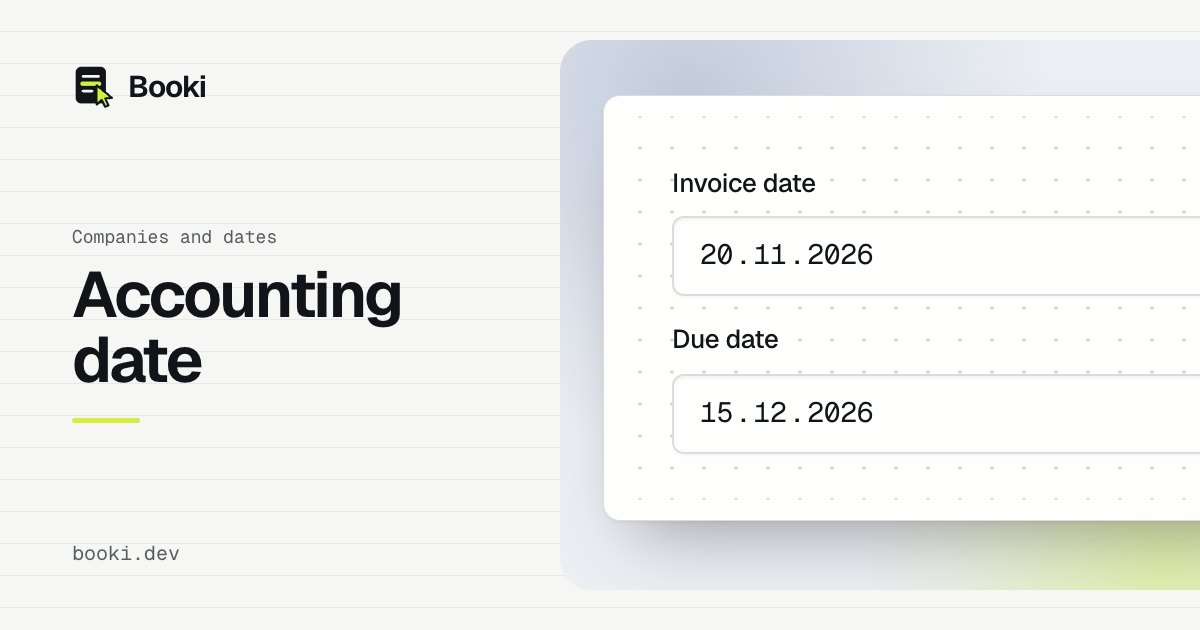 Booki
Companies and dates
Accounting
date
booki.dev
Invoice date
20.11.2026
Due date
15.12.2026